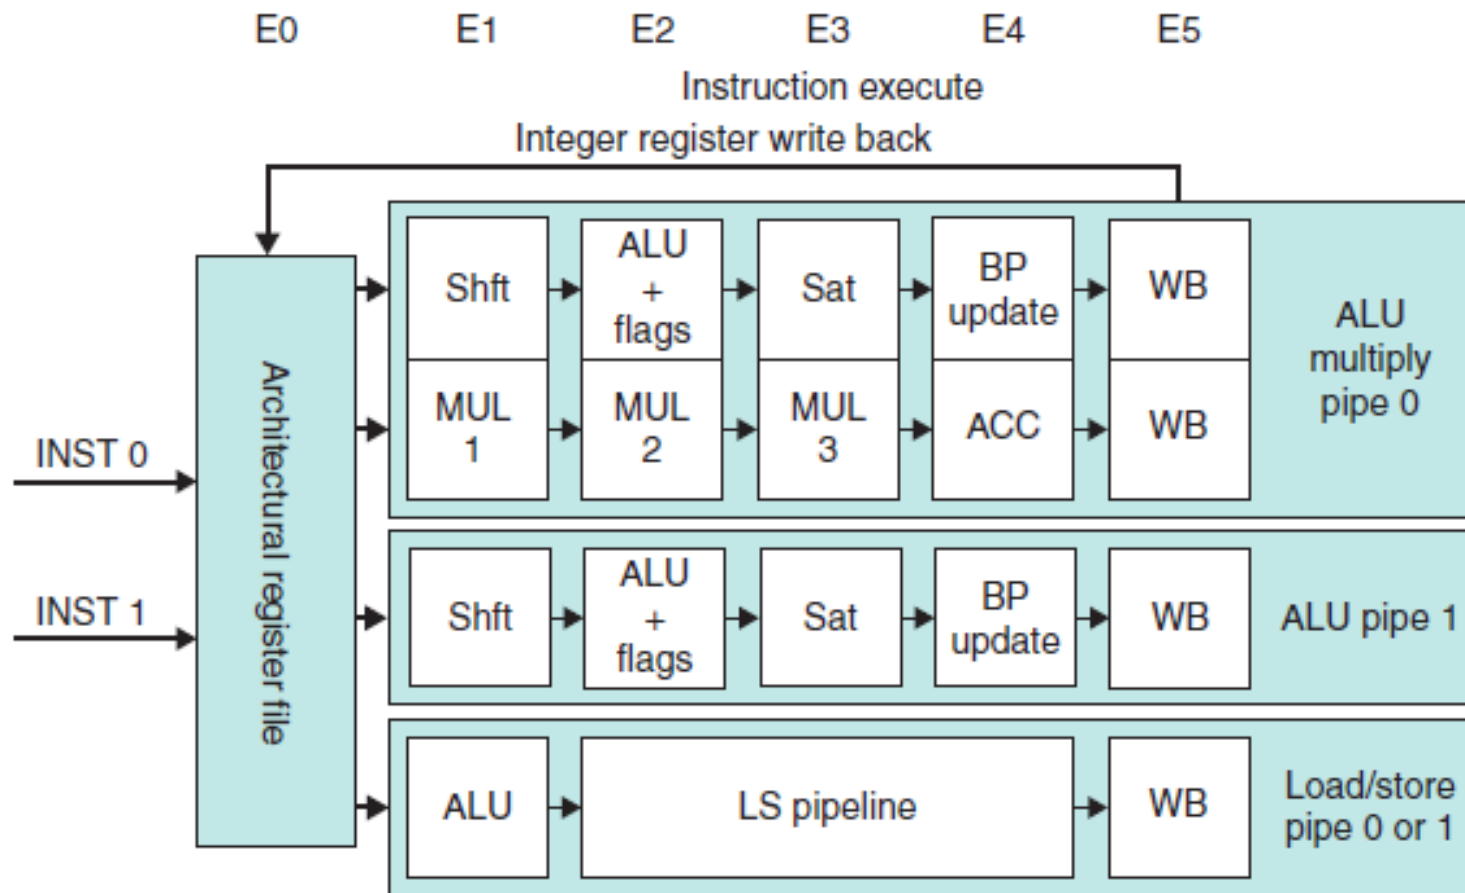 E0 E1 E2 E3 E4 E5
Instruction execute
Integer register write back
Architectural register file
INST 0
INST 1
Shft
ALU
+
flags
Sat
BP
update
WB
MUL
1
MUL
2
MUL
3
ACC
WB
ALU
multiply
pipe 0
Shft
ALU
+
flags
Sat
BP
update
WB
ALU pipe 1
ALU
LS pipeline
WB
Load/store
pipe 0 or 1